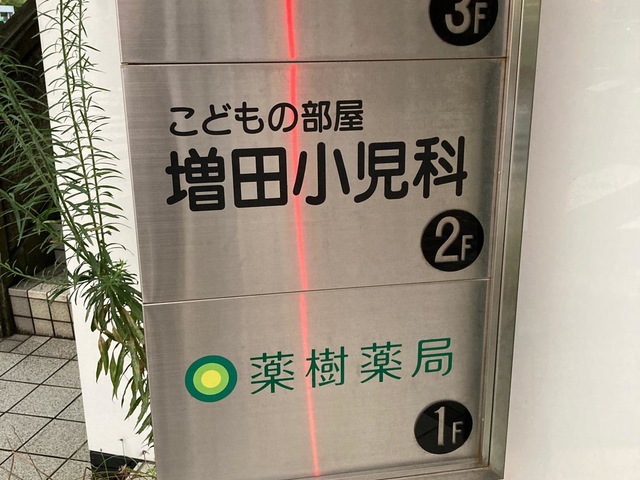 3F
こどもの部屋
増田小児科
2F
薬樹薬局
1F